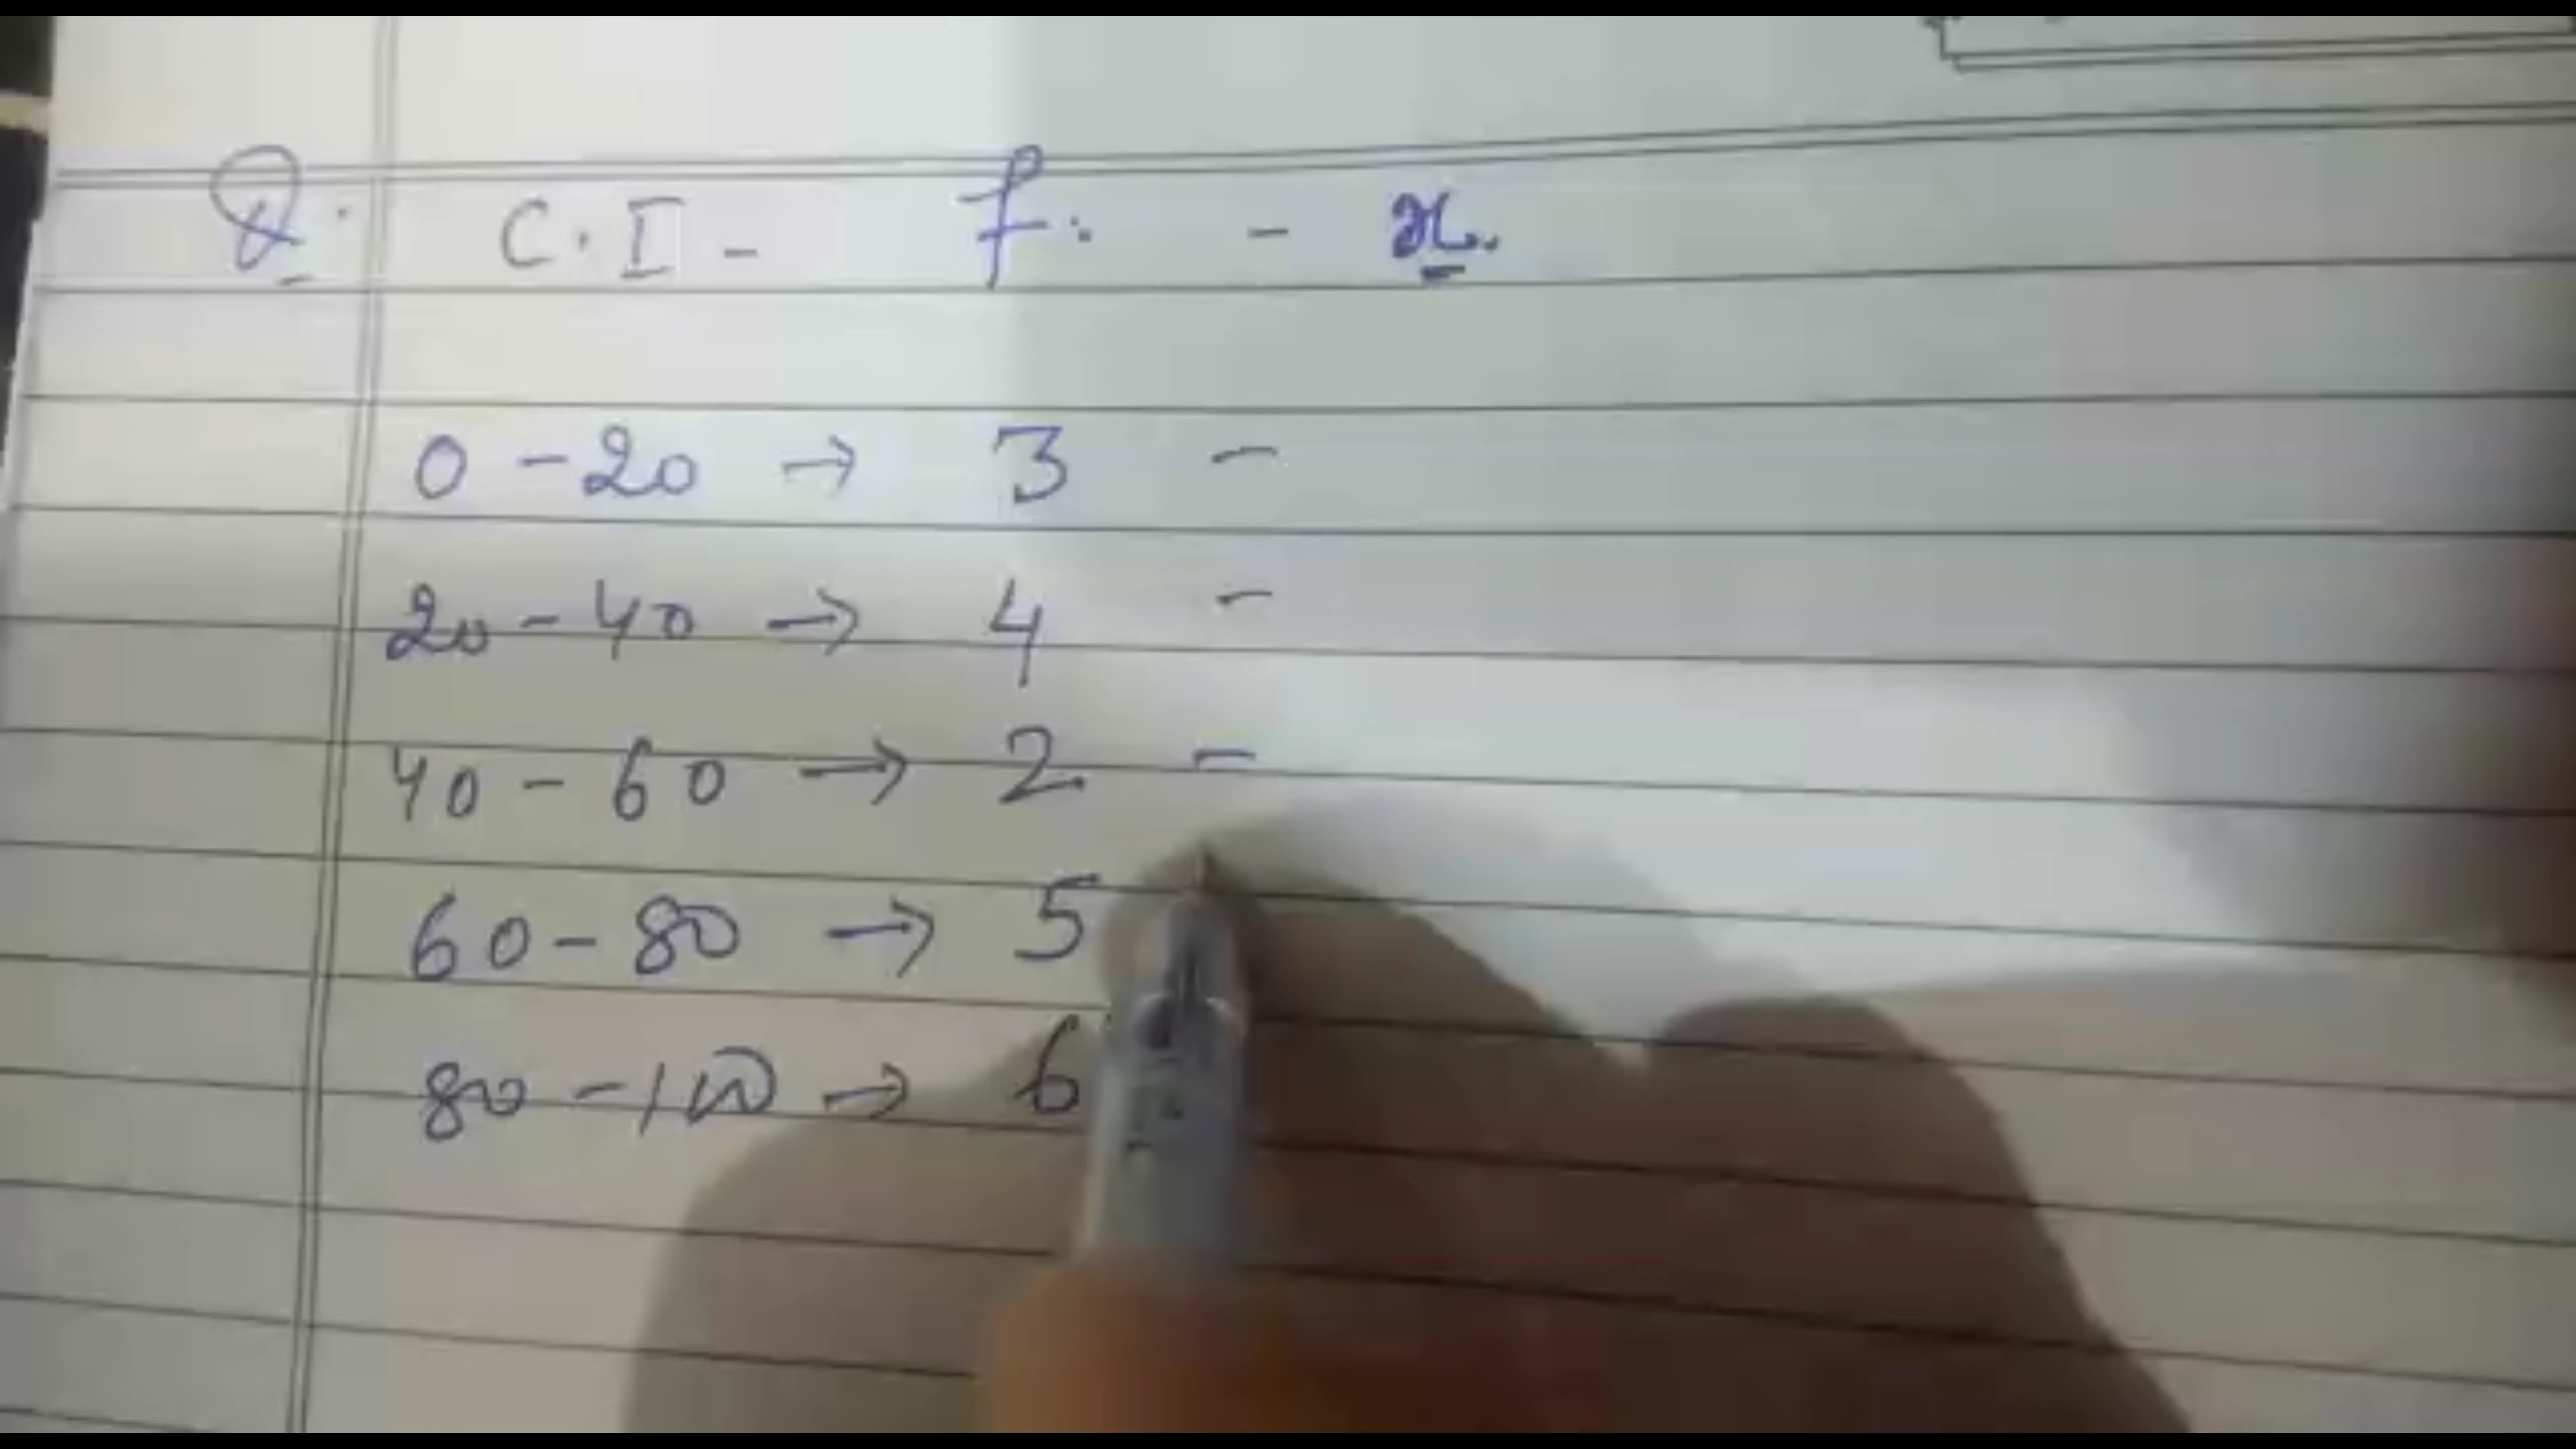 Q. C.I - f. - x.
0 - 20 → 3 -
20 - 40 → 4 -
40 - 60 → 2 -
60 - 80 → 5
80 - 100 → 6